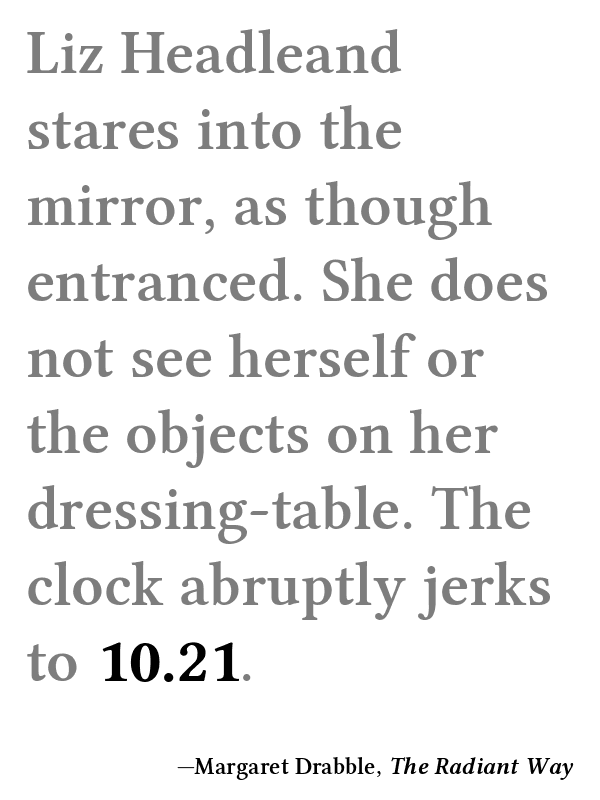 Liz Headleand
stares into the
mirror, as though
entranced. She does
not see herself or
the objects on her
dressing-table. The
clock abruptly jerks
to 10.21.
—Margaret Drabble, The Radiant Way